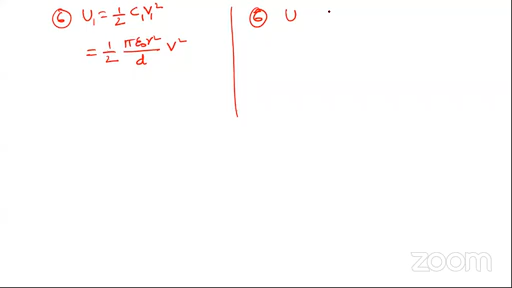 ⑥ U₁ = 1/2 C₁V₁²
= 1/2 πε₀r²/d V²
⑥ U
zoom